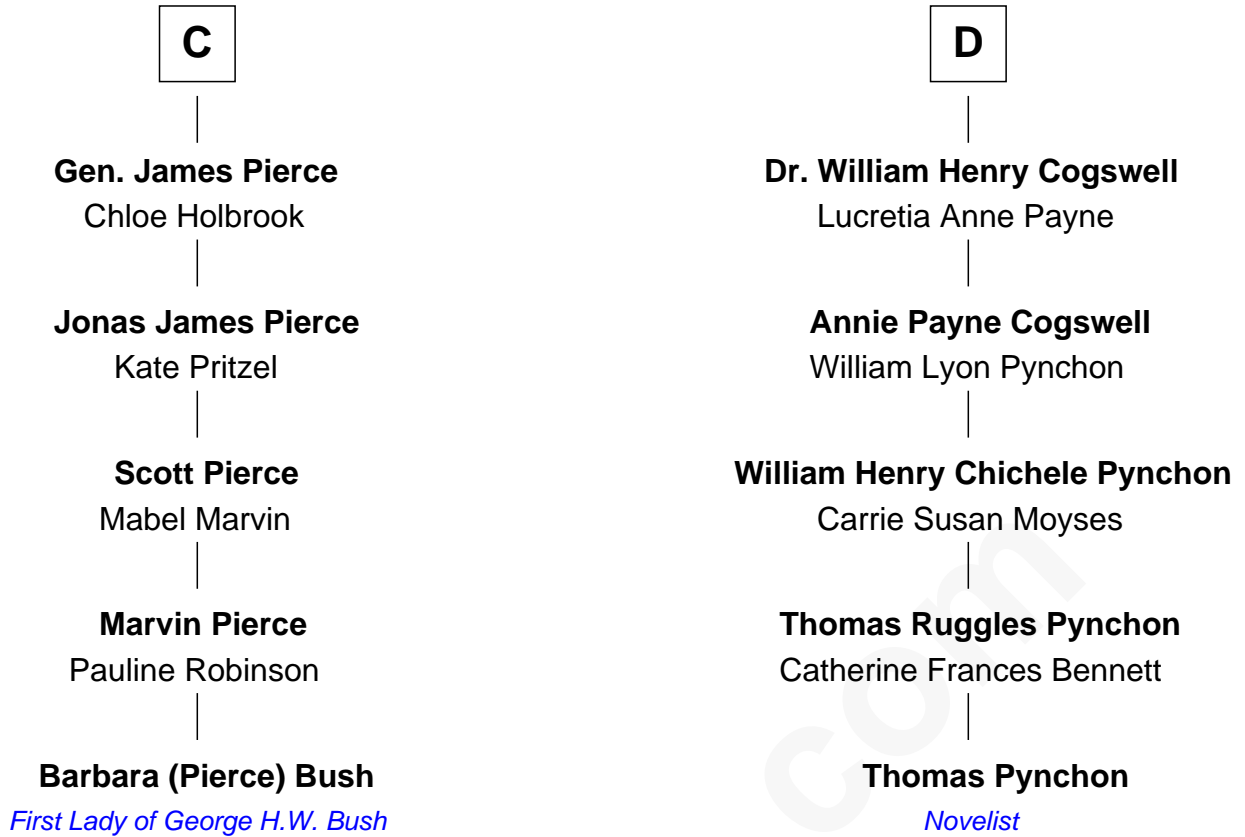 C
Gen. James Pierce
Chloe Holbrook
Jonas James Pierce
Kate Pritzel
Scott Pierce
Mabel Marvin
Marvin Pierce
Pauline Robinson
Barbara (Pierce) Bush
First Lady of George H.W. Bush
D
Dr. William Henry Cogswell
Lucretia Anne Payne
Annie Payne Cogswell
William Lyon Pynchon
William Henry Chichele Pynchon
Carrie Susan Moyses
Thomas Ruggles Pynchon
Catherine Frances Bennett
Thomas Pynchon
Novelist
com